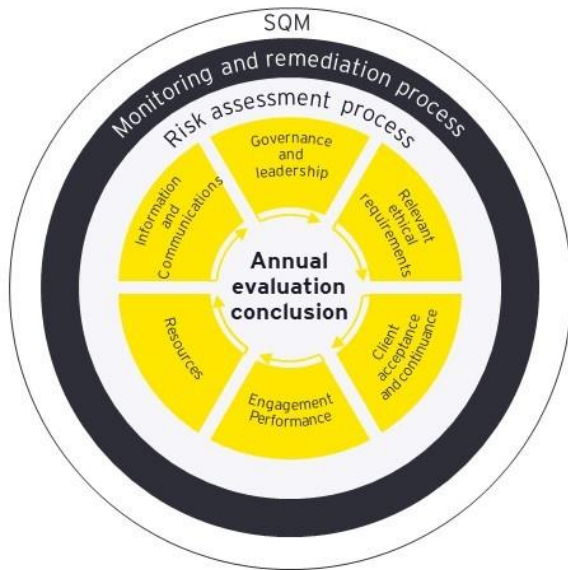 SQM
Monitoring and remediation process
Risk assessment process
Governance
and
leadership
Relevant
ethical
requirements
Client
acceptance
and continuance
Engagement
Performance
Resources
Information
and
Communications
Annual
evaluation
conclusion